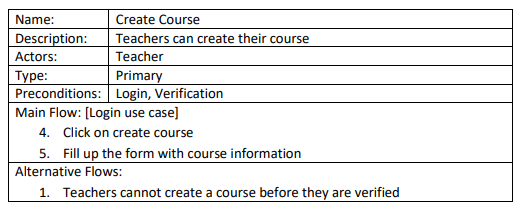 Name: Create Course
Description: Teachers can create their course
Actors: Teacher
Type: Primary
Preconditions: Login, Verification
Main Flow: [Login use case]
4. Click on create course
5. Fill up the form with course information
Alternative Flows:
1. Teachers cannot create a course before they are verified